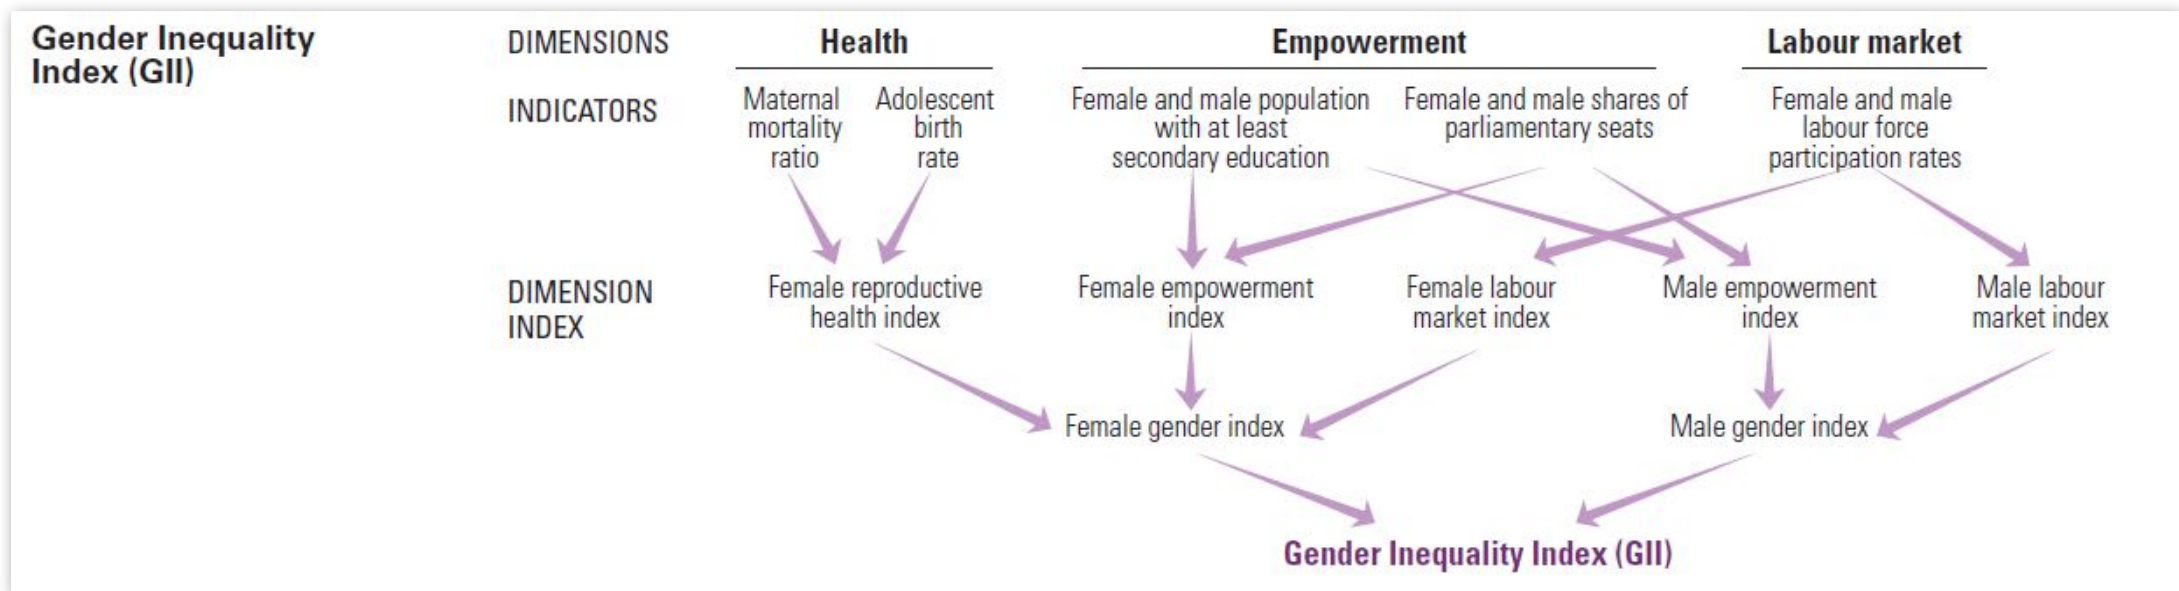 Gender Inequality
Index (GII)
DIMENSIONS
Health
Empowerment
Labour market
INDICATORS
Maternal
mortality
ratio
Adolescent
birth
rate
Female and male population
with at least
secondary education
Female and male shares of
parliamentary seats
Female and male
labour force
participation rates
DIMENSION
INDEX
Female reproductive
health index
Female empowerment
index
Female labour
market index
Male empowerment
index
Male labour
market index
Female gender index
Male gender index
Gender Inequality Index (GII)